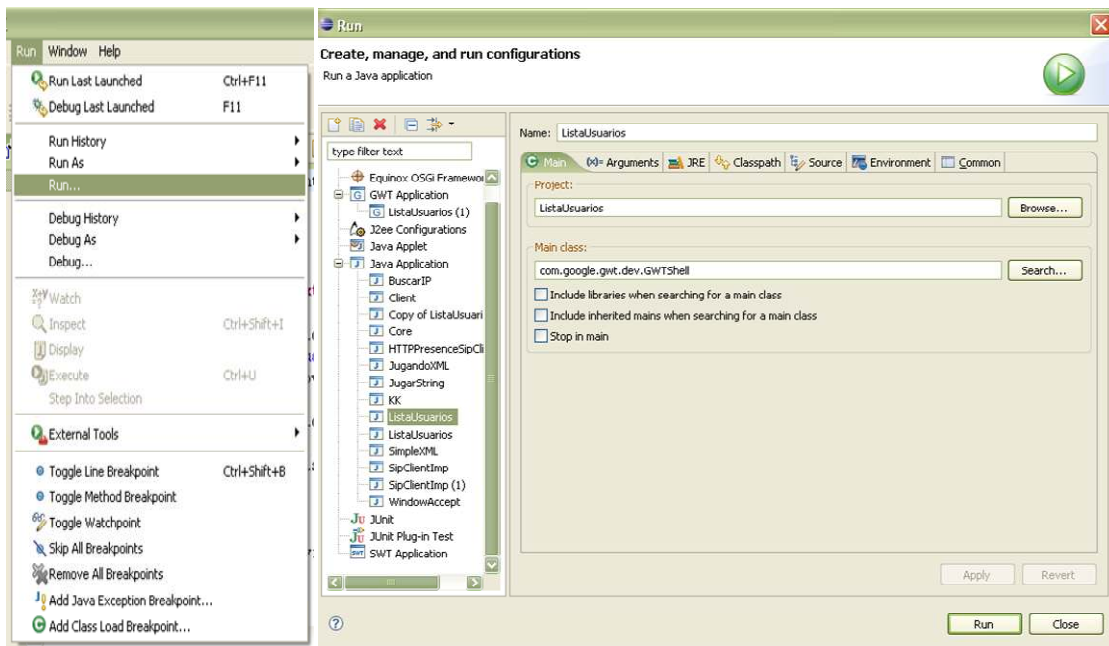 Run Window Help
Run Last Launched Ctrl+F11
Debug Last Launched F11
Run History
Run As
Run...
Debug History
Debug As
Debug...
Watch
Inspect Ctrl+Shift+I
Display
Execute Ctrl+U
Step Into Selection
External Tools
Toggle Line Breakpoint Ctrl+Shift+B
Toggle Method Breakpoint
Toggle Watchpoint
Skip All Breakpoints
Remove All Breakpoints
Add Java Exception Breakpoint...
Add Class Load Breakpoint...
Run
Create, manage, and run configurations
Run a Java application
type filter text
Equinox OSGi Framewor
GWT Application
ListaUsuarios (1)
J2ee Configurations
Java Applet
Java Application
BuscarIP
Client
Copy of ListaUsuari
Core
HTTPPresenceSipCli
JugandoXML
JugarString
KK
ListaUsuarios
ListaUsuarios
SimpleXML
SipClientImp
SipClientImp (1)
WindowAccept
JUnit
JUnit Plug-in Test
SWT Application
Name: ListaUsuarios
Main (x)= Arguments JRE Classpath Source Environment Common
Project:
ListaUsuarios Browse...
Main class:
com.google.gwt.dev.GWTShell Search...
Include libraries when searching for a main class
Include inherited mains when searching for a main class
Stop in main
Apply Revert
Run Close